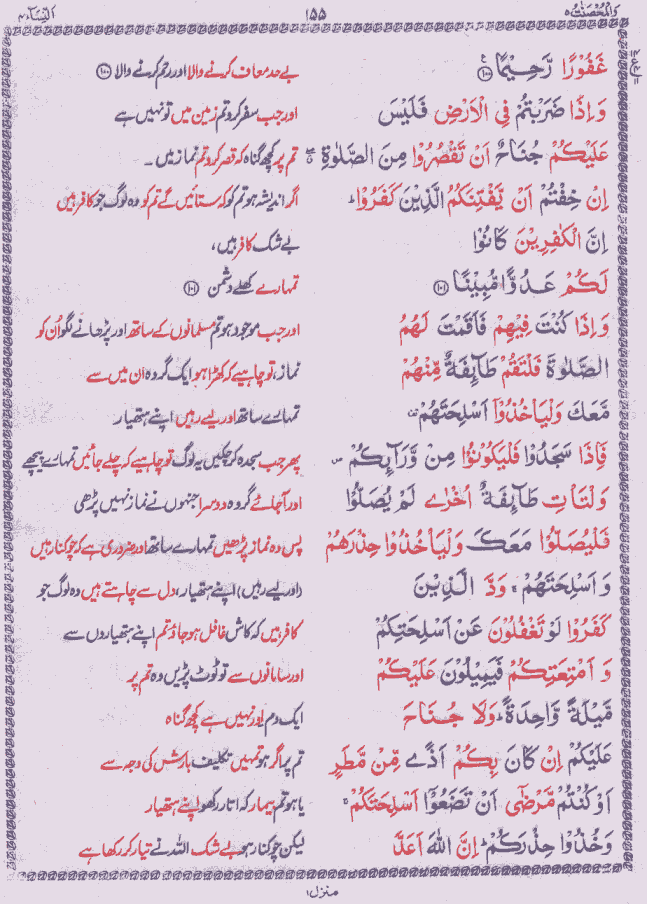 وَالْمُحْصَنٰتُ ۵ ۱۵۵ النِّسَآء ۴
غَفُوْرًا رَّحِيْمًا ﴿۱۰۰﴾ بے حد معاف کرنے والا اور رحم کرنے والا ﴿۱۰۰﴾
وَاِذَا ضَرَبْتُمْ فِي الْاَرْضِ فَلَيْسَ اور جب سفر کرو تم زمین میں تو نہیں ہے
عَلَيْكُمْ جُنَاحٌ اَنْ تَقْصُرُوْا مِنَ الصَّلٰوةِ تم پر کچھ گناہ کہ قصر کرو تم نماز میں۔
اِنْ خِفْتُمْ اَنْ يَّفْتِنَكُمُ الَّذِيْنَ كَفَرُوْا ؕ اگر اندیشہ ہو تم کو کہ ستائیں گے تم کو وہ لوگ جو کافر ہیں
اِنَّ الْكٰفِرِيْنَ كَانُوْا بے شک کافر ہیں،
لَكُمْ عَدُوًّا مُّبِيْنًا ﴿۱۰۱﴾ تمہارے کھلے دشمن ﴿۱۰۱﴾
وَاِذَا كُنْتَ فِيْهِمْ فَاَقَمْتَ لَهُمُ اور جب موجود ہو تم مسلمانوں کے ساتھ اور پڑھانے لگو اُن کو
الصَّلٰوةَ فَلْتَقُمْ طَآئِفَةٌ مِّنْهُمْ نماز، تو چاہیے کہ کھڑا ہو ایک گروہ ان میں سے
مَّعَكَ وَلْيَاْخُذُوْٓا اَسْلِحَتَهُمْ تمہارے ساتھ اور لیے رہیں اپنے ہتھیار
فَاِذَا سَجَدُوْا فَلْيَكُوْنُوْا مِنْ وَّرَآئِكُمْ پھر جب سجدہ کر چکیں یہ لوگ تو چاہیے کہ چلے جائیں تمہارے پیچھے
وَلْتَاْتِ طَآئِفَةٌ اُخْرٰى لَمْ يُصَلُّوْا اور آجائے گروہ دوسرا جنہوں نے نماز نہیں پڑھی
فَلْيُصَلُّوْا مَعَكَ وَلْيَاْخُذُوْا حِذْرَهُمْ پس وہ نماز پڑھیں تمہارے ساتھ اور ضروری ہے کہ چوکنا رہیں
وَاَسْلِحَتَهُمْ ۚ وَدَّ الَّذِيْنَ (اور لیے رہیں) اپنے ہتھیار، دل سے چاہتے ہیں وہ لوگ جو
كَفَرُوْا لَوْ تَغْفُلُوْنَ عَنْ اَسْلِحَتِكُمْ کافر ہیں کہ کاش غافل ہو جاؤ تم اپنے ہتھیاروں سے
وَاَمْتِعَتِكُمْ فَيَمِيْلُوْنَ عَلَيْكُمْ اور سامانوں سے تو ٹوٹ پڑیں وہ تم پر
مَّيْلَةً وَّاحِدَةً ؕ وَلَا جُنَاحَ ایک دم اور نہیں ہے کچھ گناہ
عَلَيْكُمْ اِنْ كَانَ بِكُمْ اَذًى مِّنْ مَّطَرٍ تم پر اگر ہو تمہیں تکلیف بارش کی وجہ سے
اَوْ كُنْتُمْ مَّرْضٰٓى اَنْ تَضَعُوْٓا اَسْلِحَتَكُمْ ۚ یا ہو تم بیمار کہ اتار رکھو اپنے ہتھیار
وَخُذُوْا حِذْرَكُمْ ؕ اِنَّ اللّٰهَ اَعَدَّ لیکن چوکنا رہو بے شک اللہ نے تیار کر رکھا ہے
منزل ۱